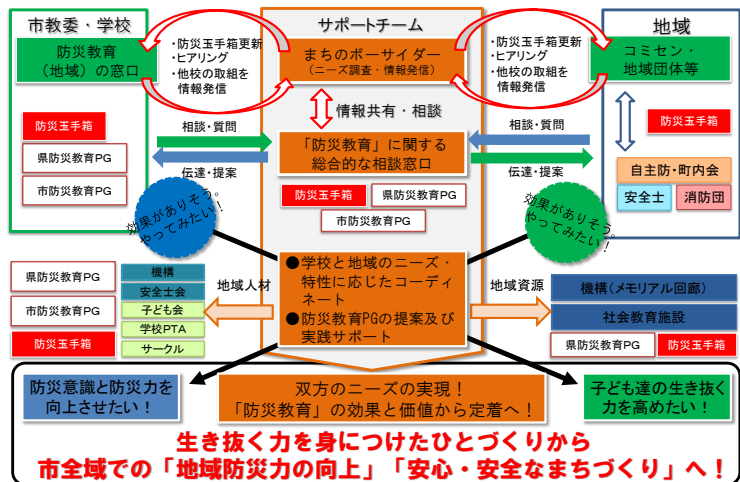 市教委・学校
防災教育
（地域）の窓口
防災玉手箱
県防災教育PG
市防災教育PG
・防災玉手箱更新
・ヒアリング
・他校の取組を
情報発信
サポートチーム
まちのボーサイダー
（ニーズ調査・情報発信）
情報共有・相談
「防災教育」に関する
総合的な相談窓口
防災玉手箱
県防災教育PG
市防災教育PG
・防災玉手箱更新
・ヒアリング
・他校の取組を
情報発信
地域
コミセン・
地域団体等
防災玉手箱
自主防・町内会
安全士
消防団
相談・質問
伝達・提案
相談・質問
伝達・提案
効果がありそう。
やってみたい！
効果がありそう。
やってみたい！
●学校と地域のニーズ・
特性に応じたコーディ
ネート
●防災教育PGの提案及び
実践サポート
地域人材
地域資源
県防災教育PG
市防災教育PG
防災玉手箱
機構
安全士会
子ども会
学校PTA
サークル
機構（メモリアル回廊）
社会教育施設
県防災教育PG
防災玉手箱
防災意識と防災力を
向上させたい！
双方のニーズの実現！
「防災教育」の効果と価値から定着へ！
子ども達の生き抜く
力を高めたい！
生き抜く力を身につけたひとづくりから
市全域での「地域防災力の向上」「安心・安全なまちづくり」へ！